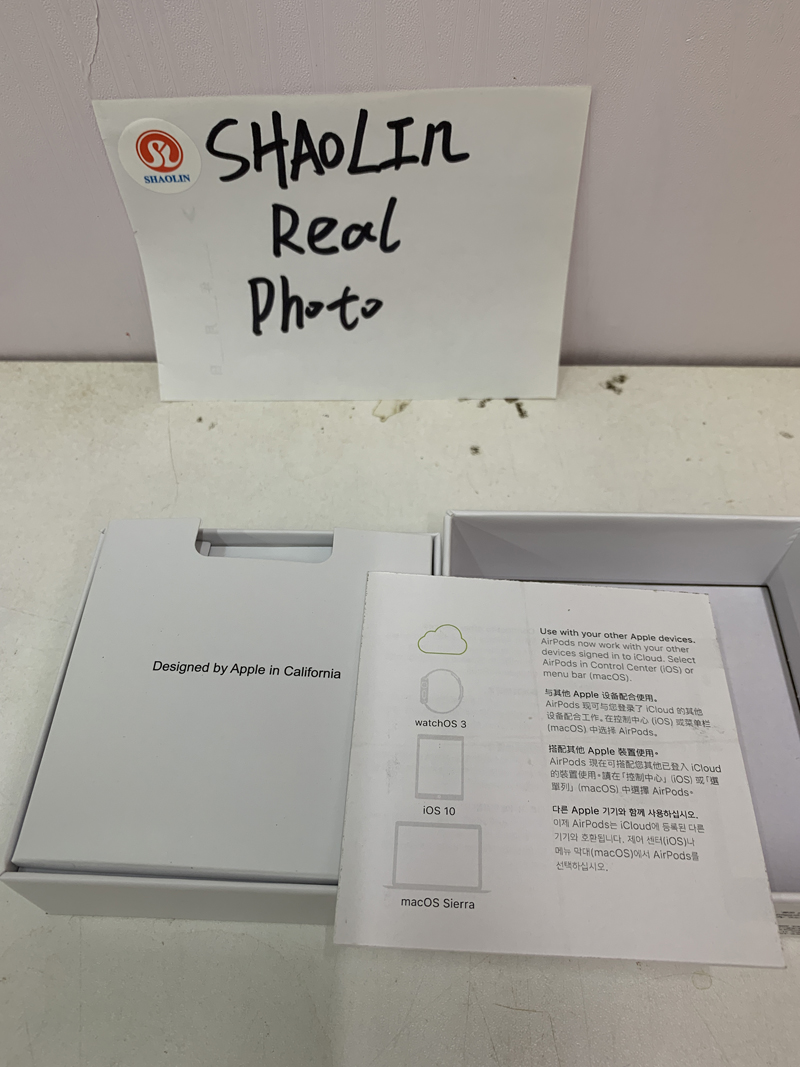 SHAOLIN
SHAOLIN
Real
Photo
Designed by Apple in California
watchOS 3
iOS 10
macOS Sierra
Use with your other Apple devices.
AirPods now work with your other
devices signed in to iCloud. Select
AirPods in Control Center (iOS) or
menu bar (macOS).
与其他 Apple 设备配合使用。
AirPods 现可与您登录了 iCloud 的其他
设备配合工作。在控制中心 (iOS) 或菜单栏
(macOS) 中选择 AirPods。
搭配其他 Apple 裝置使用。
AirPods 現在可搭配您其他已登入 iCloud
的裝置使用。請在「控制中心」(iOS) 或「選
單列」(macOS) 中選擇 AirPods。
다른 Apple 기기와 함께 사용하십시오.
이제 AirPods는 iCloud에 등록된 다른
기기와 호환됩니다. 제어 센터(iOS)나
메뉴 막대(macOS)에서 AirPods를
선택하십시오.